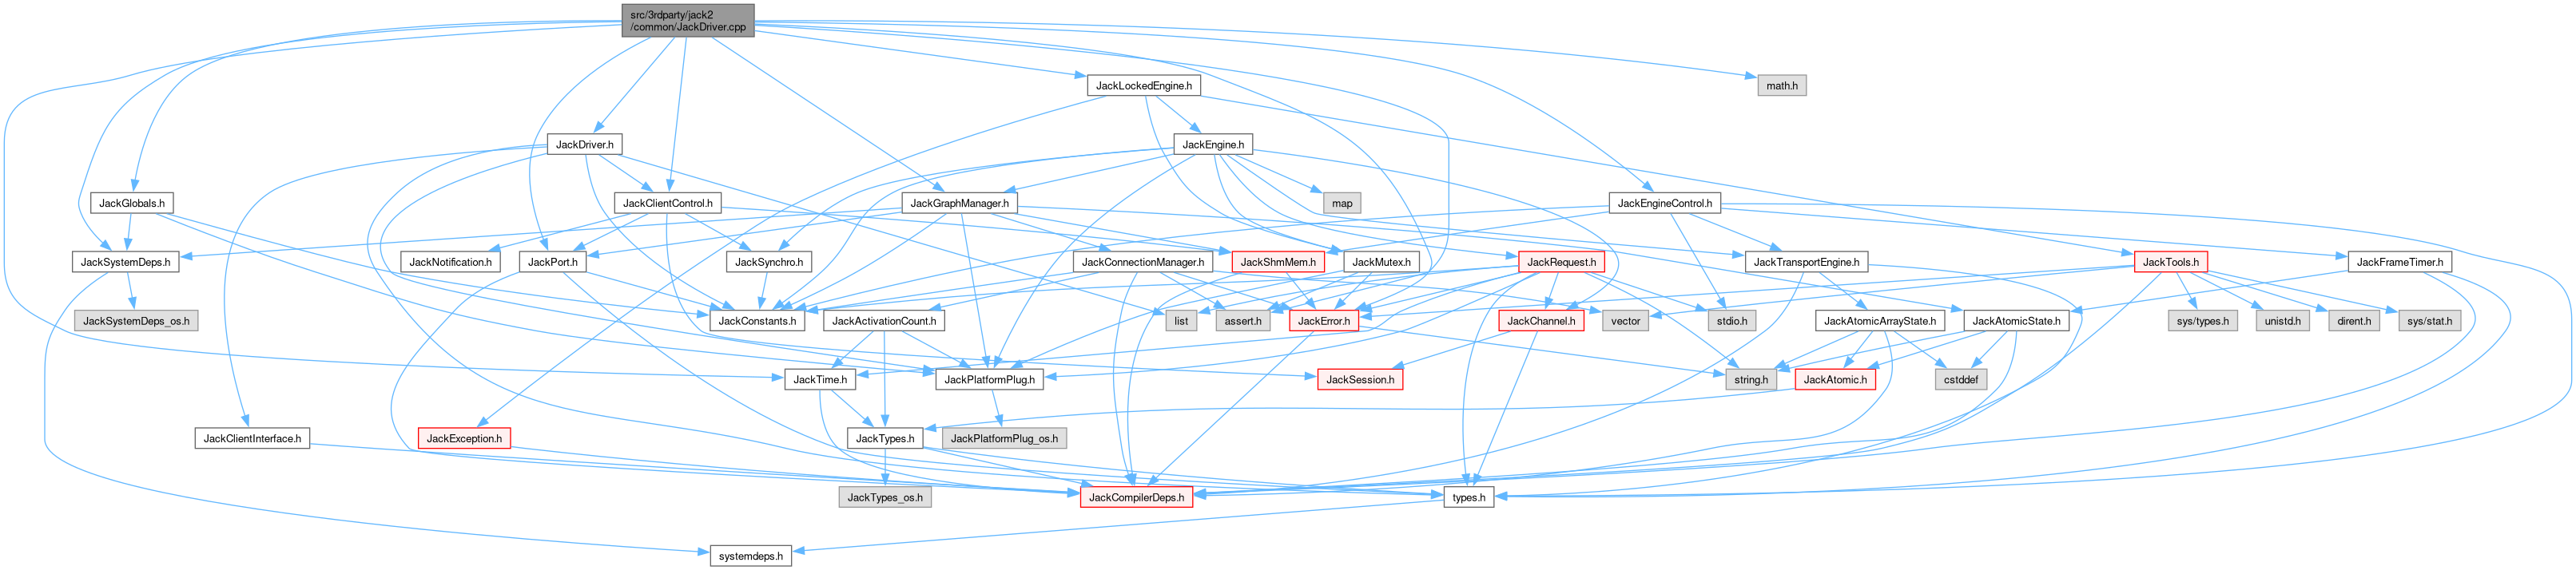 src/3rdparty/jack2
/common/JackDriver.cpp
JackLockedEngine.h
math.h
JackDriver.h
JackEngine.h
JackGlobals.h
JackClientControl.h
JackGraphManager.h
map
JackEngineControl.h
JackSystemDeps.h
JackNotification.h
JackPort.h
JackSynchro.h
JackConnectionManager.h
JackShmMem.h
JackMutex.h
JackRequest.h
JackTransportEngine.h
JackTools.h
JackFrameTimer.h
JackSystemDeps_os.h
JackConstants.h
JackActivationCount.h
list
assert.h
JackError.h
JackChannel.h
vector
stdio.h
JackAtomicArrayState.h
JackAtomicState.h
sys/types.h
unistd.h
dirent.h
sys/stat.h
JackTime.h
JackPlatformPlug.h
JackSession.h
string.h
JackAtomic.h
cstddef
JackClientInterface.h
JackException.h
JackTypes.h
JackPlatformPlug_os.h
JackTypes_os.h
JackCompilerDeps.h
types.h
systemdeps.h